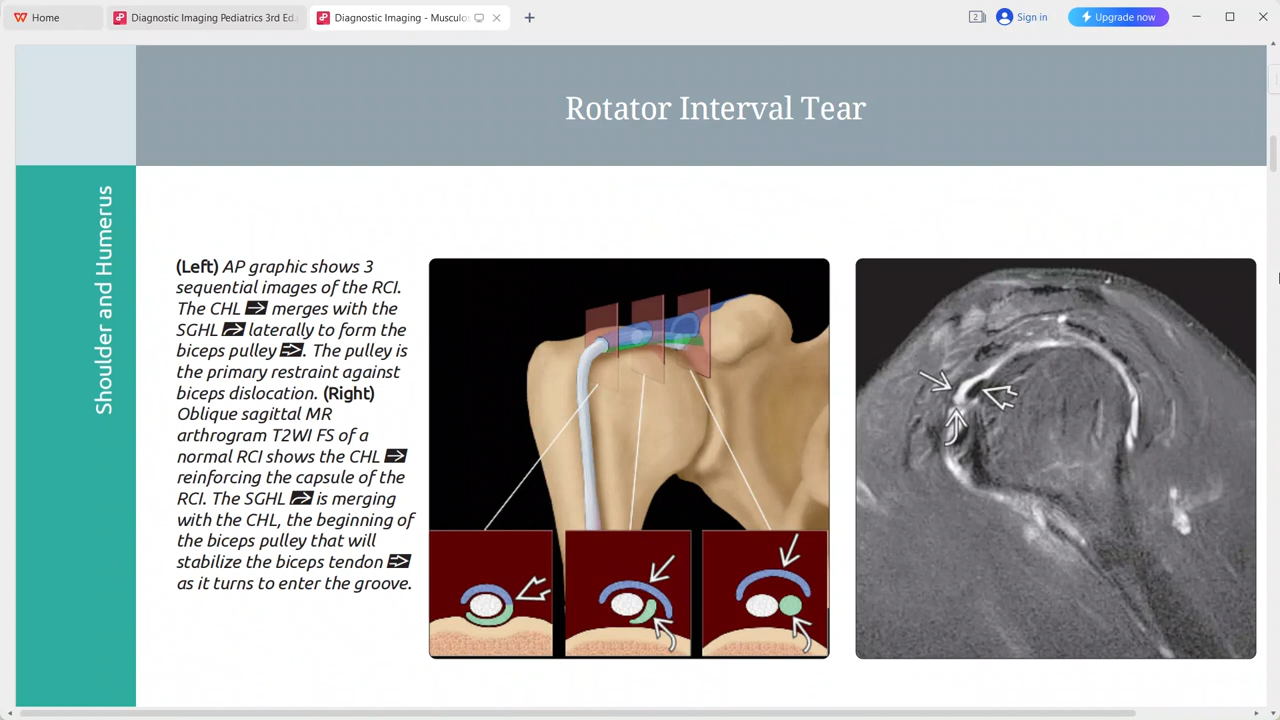 Home
Diagnostic Imaging Pediatrics 3rd Ed.
Diagnostic Imaging - Musculos
2
Sign in
Upgrade now
Rotator Interval Tear
Shoulder and Humerus
(Left) AP graphic shows 3
sequential images of the RCI.
The CHL merges with the
SGHL laterally to form the
biceps pulley. The pulley is
the primary restraint against
biceps dislocation. (Right)
Oblique sagittal MR
arthrogram T2WI FS of a
normal RCI shows the CHL
reinforcing the capsule of the
RCI. The SGHL is merging
with the CHL, the beginning of
the biceps pulley that will
stabilize the biceps tendon
as it turns to enter the groove.